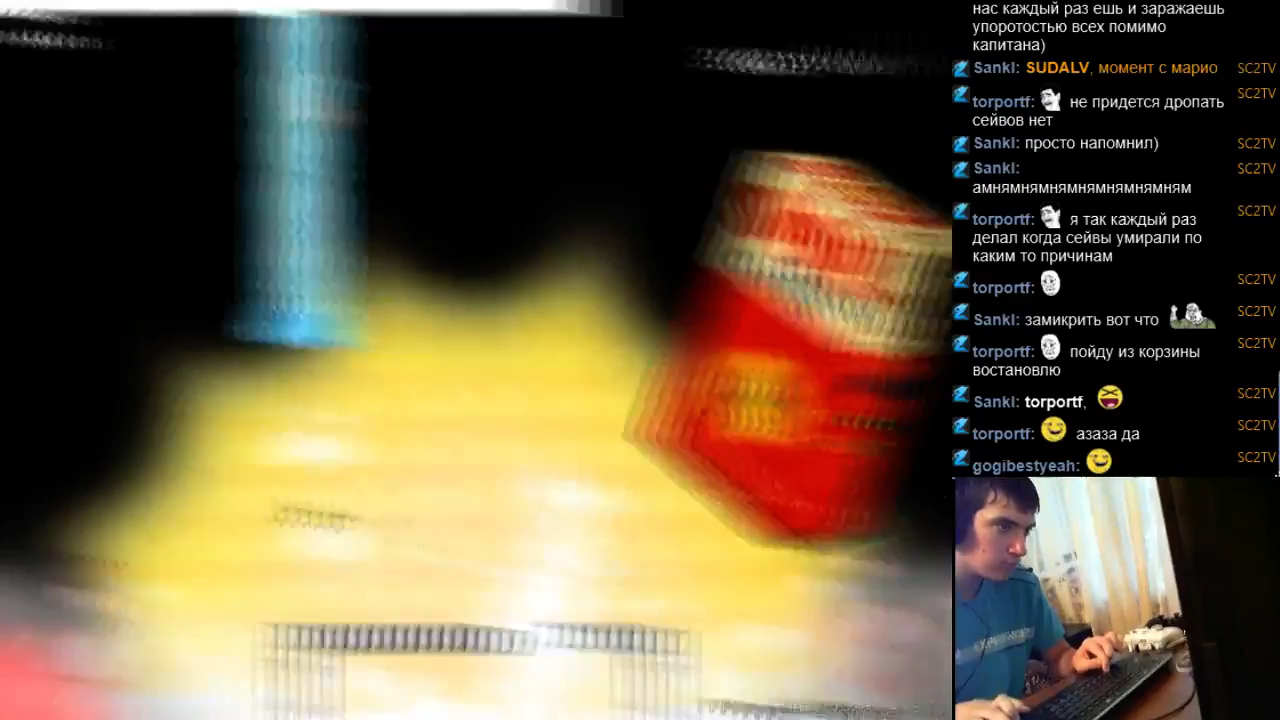 нас каждый раз ешь и заражаешь
упоротостью всех помимо
капитана)
Sankl: SUDALV, момент с марио SC2TV
torportf: не придется дропать SC2TV
сейвов нет
Sankl: просто напомнил) SC2TV
Sankl: SC2TV
амнямнямнямнямнямнямням
torportf: я так каждый раз SC2TV
делал когда сейвы умирали по
каким то причинам
torportf: SC2TV
Sankl: замикрить вот что SC2TV
torportf: пойду из корзины SC2TV
востановлю
Sankl: torportf, SC2TV
torportf: азаза да SC2TV
gogibestyeah: SC2TV